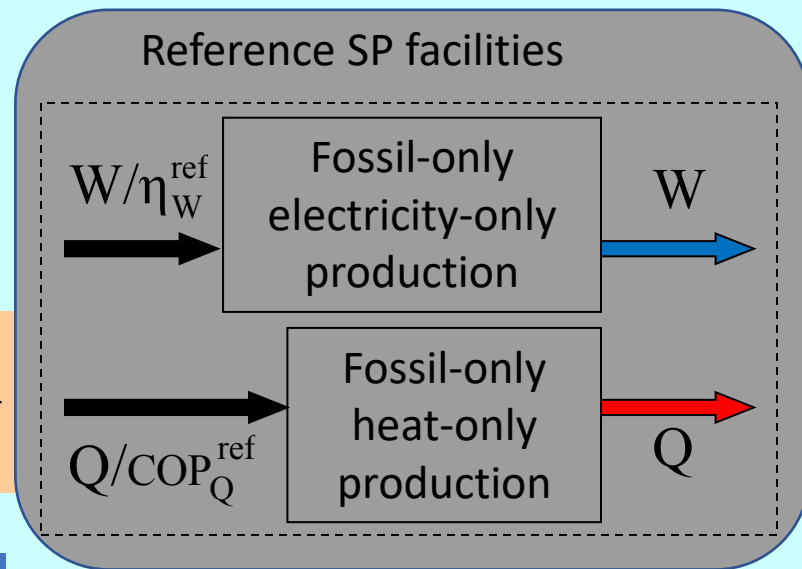 Reference SP facilities
W/η_W^ref
Fossil-only
electricity-only
production
W
Q/COP_Q^ref
Fossil-only
heat-only
production
Q